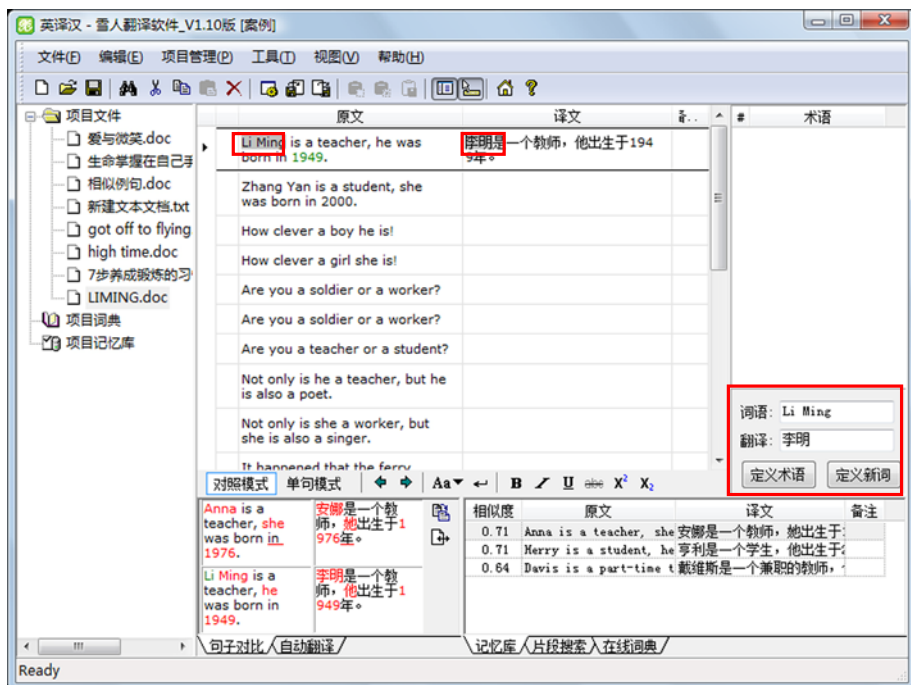 英译汉 - 雪人翻译软件_V1.10版 [案例]
文件(F) 编辑(E) 项目管理(P) 工具(T) 视图(V) 帮助(H)
项目文件
爱与微笑.doc
生命掌握在自己手
相似例句.doc
新建文本文档.txt
got off to flying
high time.doc
7步养成锻炼的习
LIMING.doc
项目词典
项目记忆库
原文 译文
Li Ming is a teacher, he was
born in 1949.
李明是一个教师，他出生于194
9年。
Zhang Yan is a student, she
was born in 2000.
How clever a boy he is!
How clever a girl she is!
Are you a soldier or a worker?
Are you a soldier or a worker?
Are you a teacher or a student?
Not only is he a teacher, but he
is also a poet.
Not only is she a worker, but
she is also a singer.
It happened that the ferry
# 术语
词语: Li Ming
翻译: 李明
定义术语 定义新词
对照模式 单句模式 Aa B I U abc X² X₂
Anna is a
teacher, she
was born in
1976.
安娜是一个教
师，她出生于1
976年。
Li Ming is a
teacher, he
was born in
1949.
李明是一个教
师，他出生于1
949年。
句子对比 自动翻译
相似度 原文 译文 备注
0.71 Anna is a teacher, she 安娜是一个教师，她出生于
0.71 Herry is a student, he 亨利是一个学生，他出生于
0.64 Davis is a part-time t 戴维斯是一个兼职的教师，
记忆库 片段搜索 在线词典
Ready